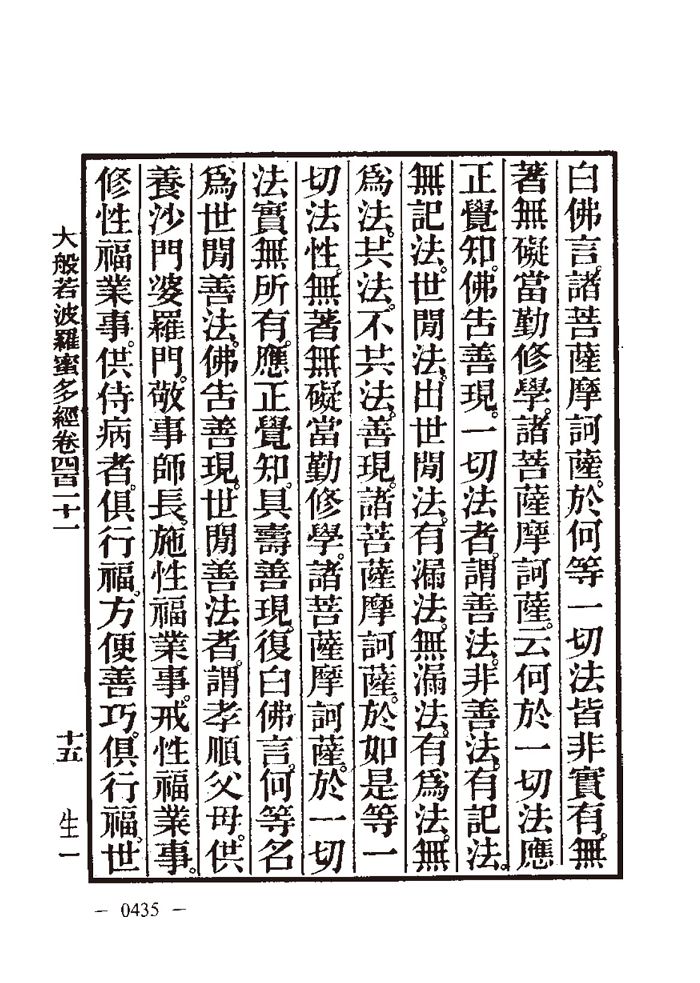 白佛言。諸菩薩摩訶薩。於何等一切法皆非實有。無
著無礙當勤修學。諸菩薩摩訶薩。云何於一切法應
正覺知。佛告善現。一切法者。謂善法。非善法。有記法。
無記法。世閒法。出世閒法。有漏法。無漏法。有爲法。無
爲法。共法。不共法。善現。諸菩薩摩訶薩。於如是等一
切法性。無著無礙當勤修學。諸菩薩摩訶薩。於一切
法實無所有。應正覺知。具壽善現。復白佛言。何等名
爲世閒善法。佛告善現。世閒善法者。謂孝順父母。供
養沙門婆羅門。敬事師長。施性福業事。戒性福業事。
修性福業事。供侍病者。俱行福。方便善巧。俱行福。世
大般若波羅蜜多經卷四百二十一 十五 生一
— 0435 —